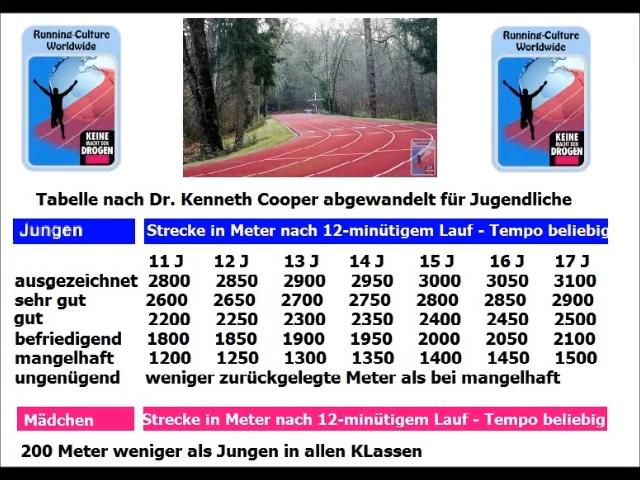 Running-Culture
Worldwide
KEINE
MACHT DEN
DROGEN
Running-Culture
Worldwide
KEINE
MACHT DEN
DROGEN
Tabelle nach Dr. Kenneth Cooper abgewandelt für Jugendliche
Jungen Strecke in Meter nach 12-minütigem Lauf - Tempo beliebig
11 J 12 J 13 J 14 J 15 J 16 J 17 J
ausgezeichnet 2800 2850 2900 2950 3000 3050 3100
sehr gut 2600 2650 2700 2750 2800 2850 2900
gut 2200 2250 2300 2350 2400 2450 2500
befriedigend 1800 1850 1900 1950 2000 2050 2100
mangelhaft 1200 1250 1300 1350 1400 1450 1500
ungenügend weniger zurückgelegte Meter als bei mangelhaft
Mädchen Strecke in Meter nach 12-minütigem Lauf - Tempo beliebig
200 Meter weniger als Jungen in allen KLassen